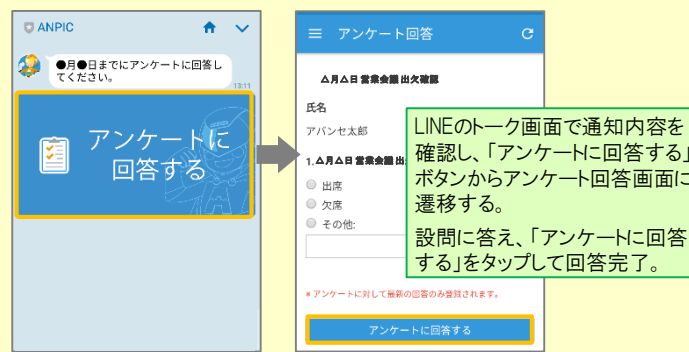 ANPIC
●月●日までにアンケートに回答し
てください。
13:11
アンケートに
回答する
アンケート回答
△月△日 営業会議 出欠確認
氏名
アバンセ太郎
1.△月△日 営業会議 出
出席
欠席
その他:
* アンケートに対して最新の回答のみ登録されます。
アンケートに回答する
LINEのトーク画面で通知内容を
確認し、「アンケートに回答する」
ボタンからアンケート回答画面に
遷移する。
設問に答え、「アンケートに回答
する」をタップして回答完了。